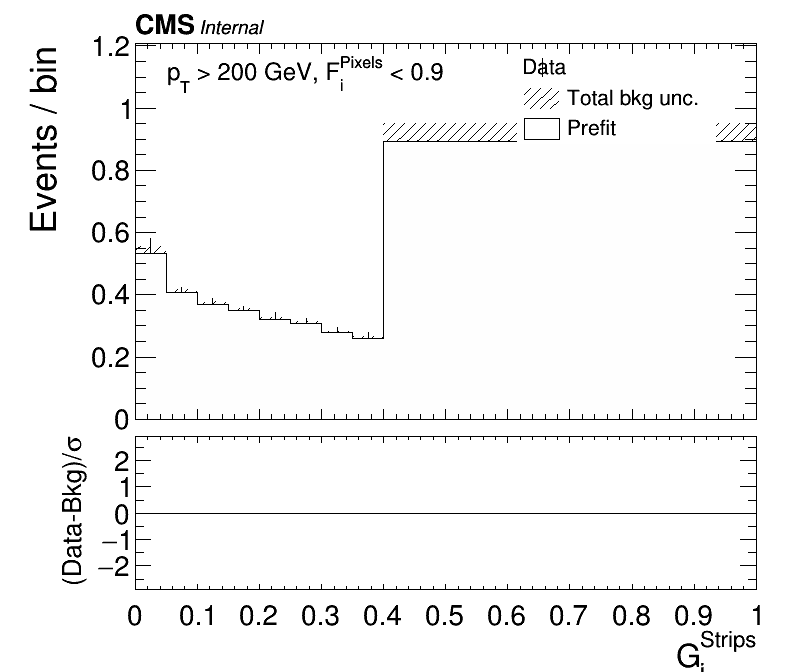 CMS Internal
Events / bin
1.2
1
0.8
0.6
0.4
0.2
0
p_T > 200 GeV, F_i^Pixels < 0.9
Data
Total bkg unc.
Prefit
(Data-Bkg)/σ
2
1
0
−1
−2
0 0.1 0.2 0.3 0.4 0.5 0.6 0.7 0.8 0.9 1
G_i^Strips